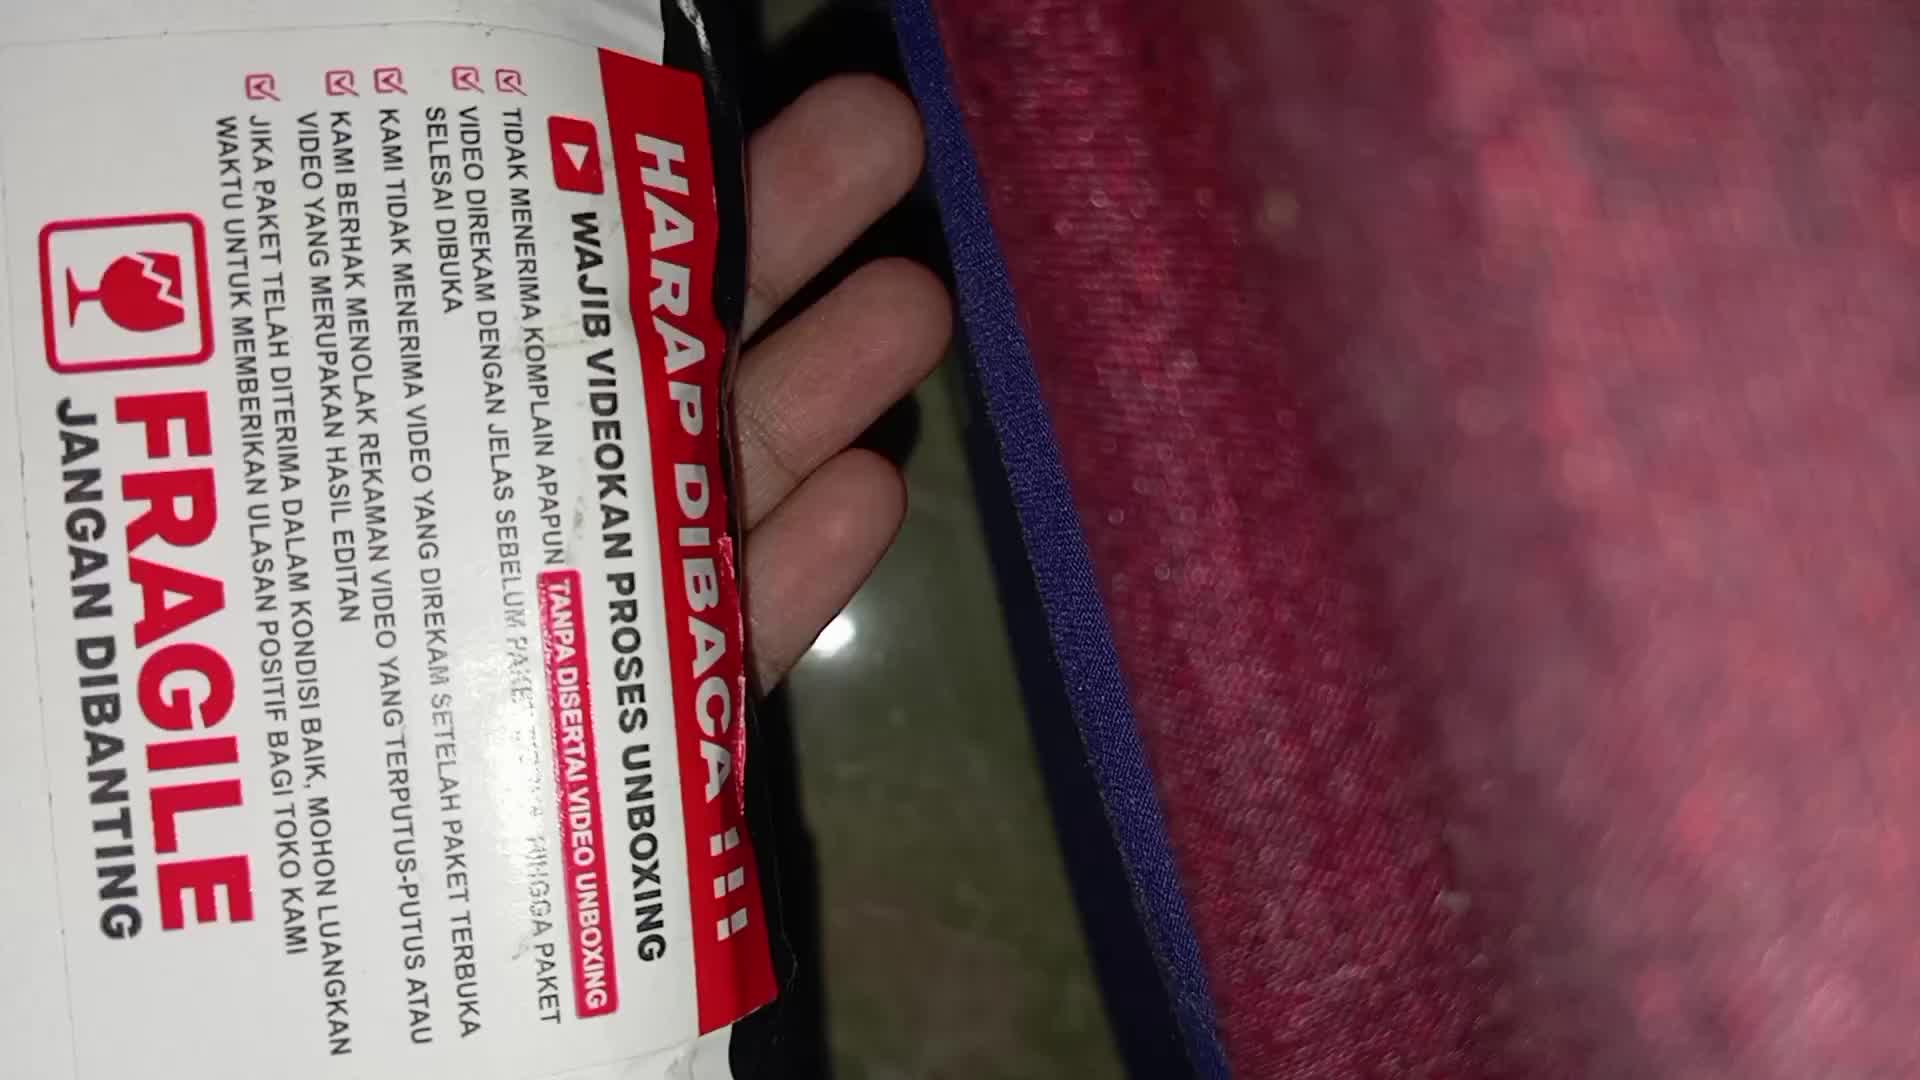 HARAP DIBACA !!!
WAJIB VIDEOKAN PROSES UNBOXING
TIDAK MENERIMA KOMPLAIN APAPUN TANPA DISERTAI VIDEO UNBOXING
VIDEO DIREKAM DENGAN JELAS SEBELUM HINGGA PAKET
SELESAI DIBUKA
KAMI TIDAK MENERIMA VIDEO YANG DIREKAM SETELAH PAKET TERBUKA
KAMI BERHAK MENOLAK REKAMAN VIDEO YANG TERPUTUS-PUTUS ATAU
VIDEO YANG MERUPAKAN HASIL EDITAN
JIKA PAKET TELAH DITERIMA DALAM KONDISI BAIK, MOHON LUANGKAN
WAKTU UNTUK MEMBERIKAN ULASAN POSITIF BAGI TOKO KAMI
FRAGILE
JANGAN DIBANTING